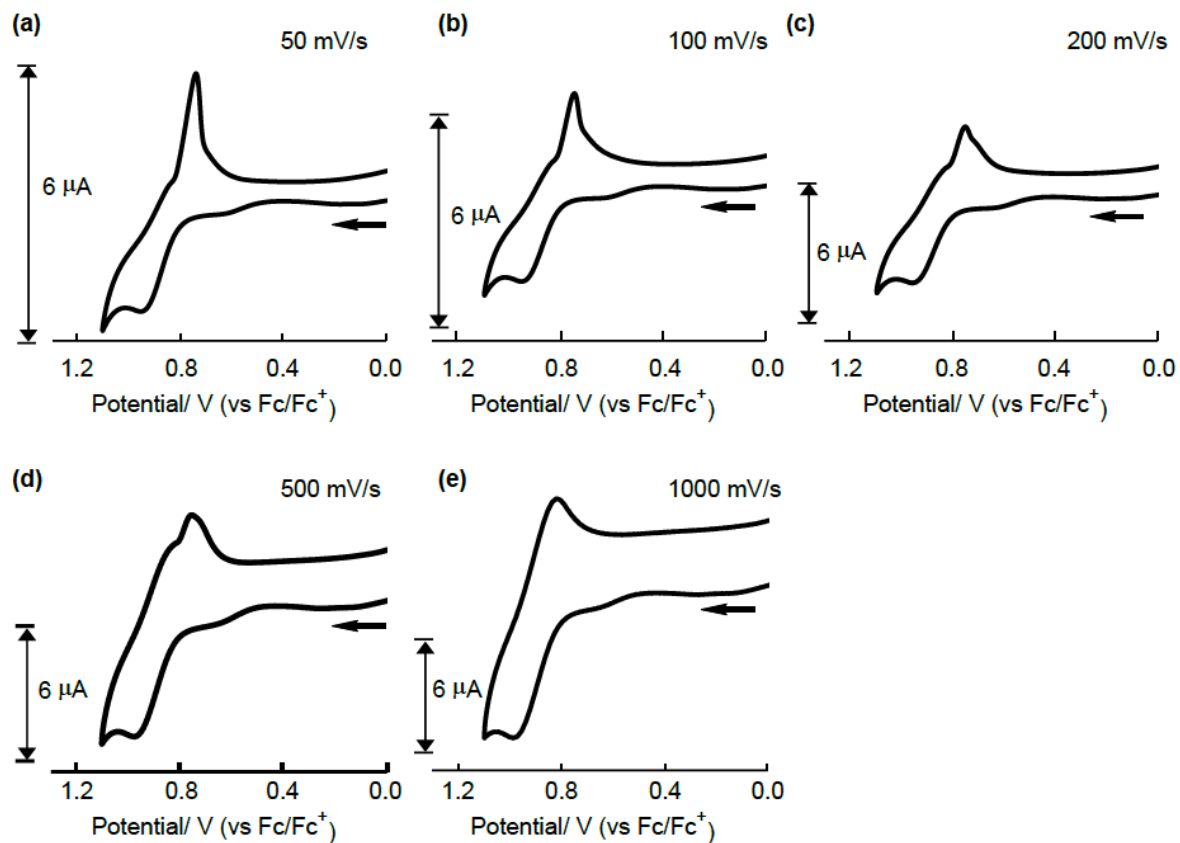 (a)
50 mV/s
6 µA
1.2
0.8
0.4
0.0
Potential/ V (vs Fc/Fc⁺)
(b)
100 mV/s
6 µA
1.2
0.8
0.4
0.0
Potential/ V (vs Fc/Fc⁺)
(c)
200 mV/s
6 µA
1.2
0.8
0.4
0.0
Potential/ V (vs Fc/Fc⁺)
(d)
500 mV/s
6 µA
1.2
0.8
0.4
0.0
Potential/ V (vs Fc/Fc⁺)
(e)
1000 mV/s
6 µA
1.2
0.8
0.4
0.0
Potential/ V (vs Fc/Fc⁺)